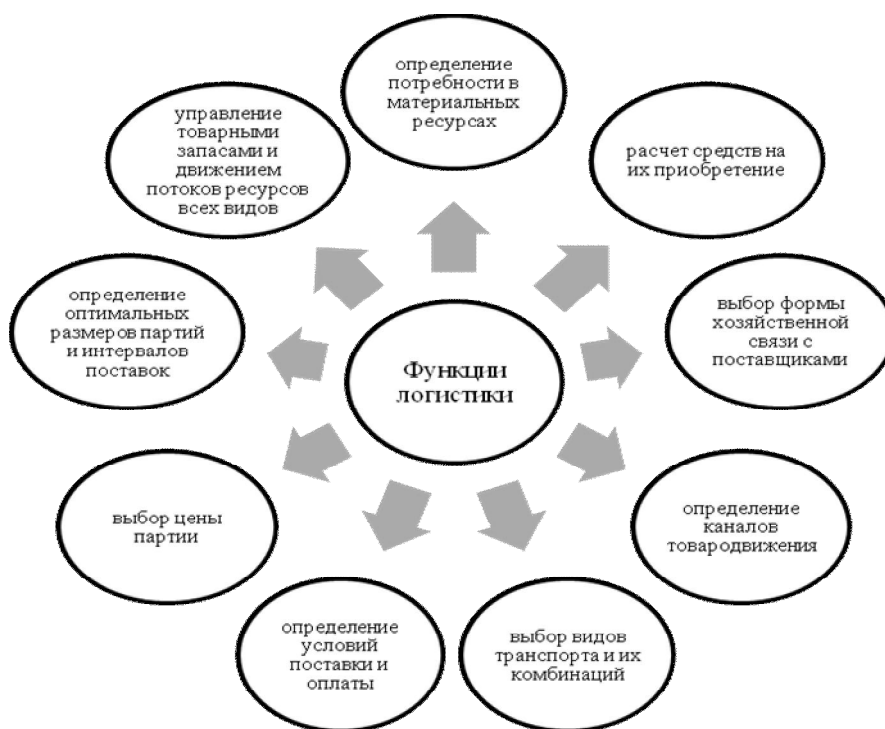 определение
потребности в
материальных
ресурсах
расчет средств на
их приобретение
выбор формы
хозяйственной
связи с
поставщиками
определение
каналов
товародвижения
выбор видов
транспорта и их
комбинаций
определение
условий
поставки и
оплаты
выбор цены
партии
определение
оптимальных
размеров партий
и интервалов
поставок
управление
товарными
запасами и
движением
потоков ресурсов
всех видов
Функции
логистики